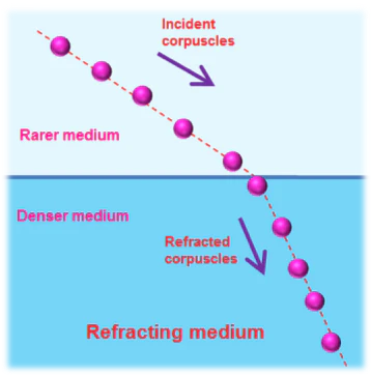 Incident
corpuscles
Rarer medium
Denser medium
Refracted
corpuscles
Refracting medium